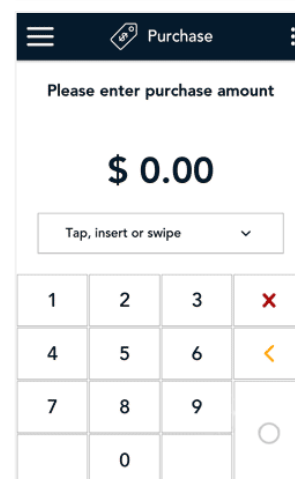 Purchase
Please enter purchase amount
$ 0.00
Tap, insert or swipe
1 2 3
4 5 6
7 8 9
0